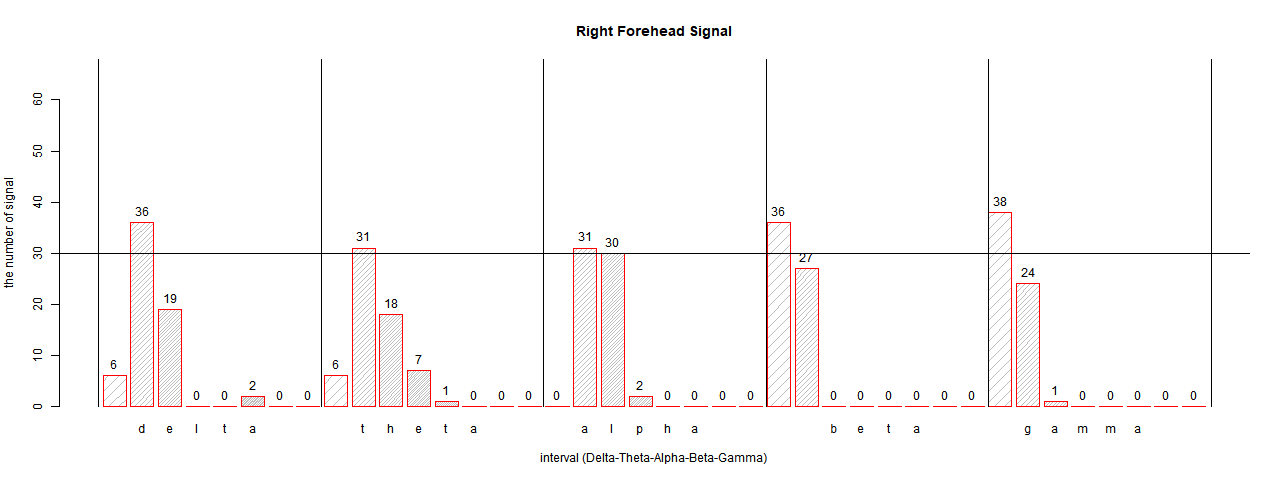 Right Forehead Signal
the number of signal
60
50
40
30
20
10
0
6 36 19 0 0 2 0 0
6 31 18 7 1 0 0 0
0 31 30 2 0 0 0 0
36 27 0 0 0 0 0 0
38 24 1 0 0 0 0 0
d e l t a t h e t a a l p h a b e t a g a m m a
interval (Delta-Theta-Alpha-Beta-Gamma)